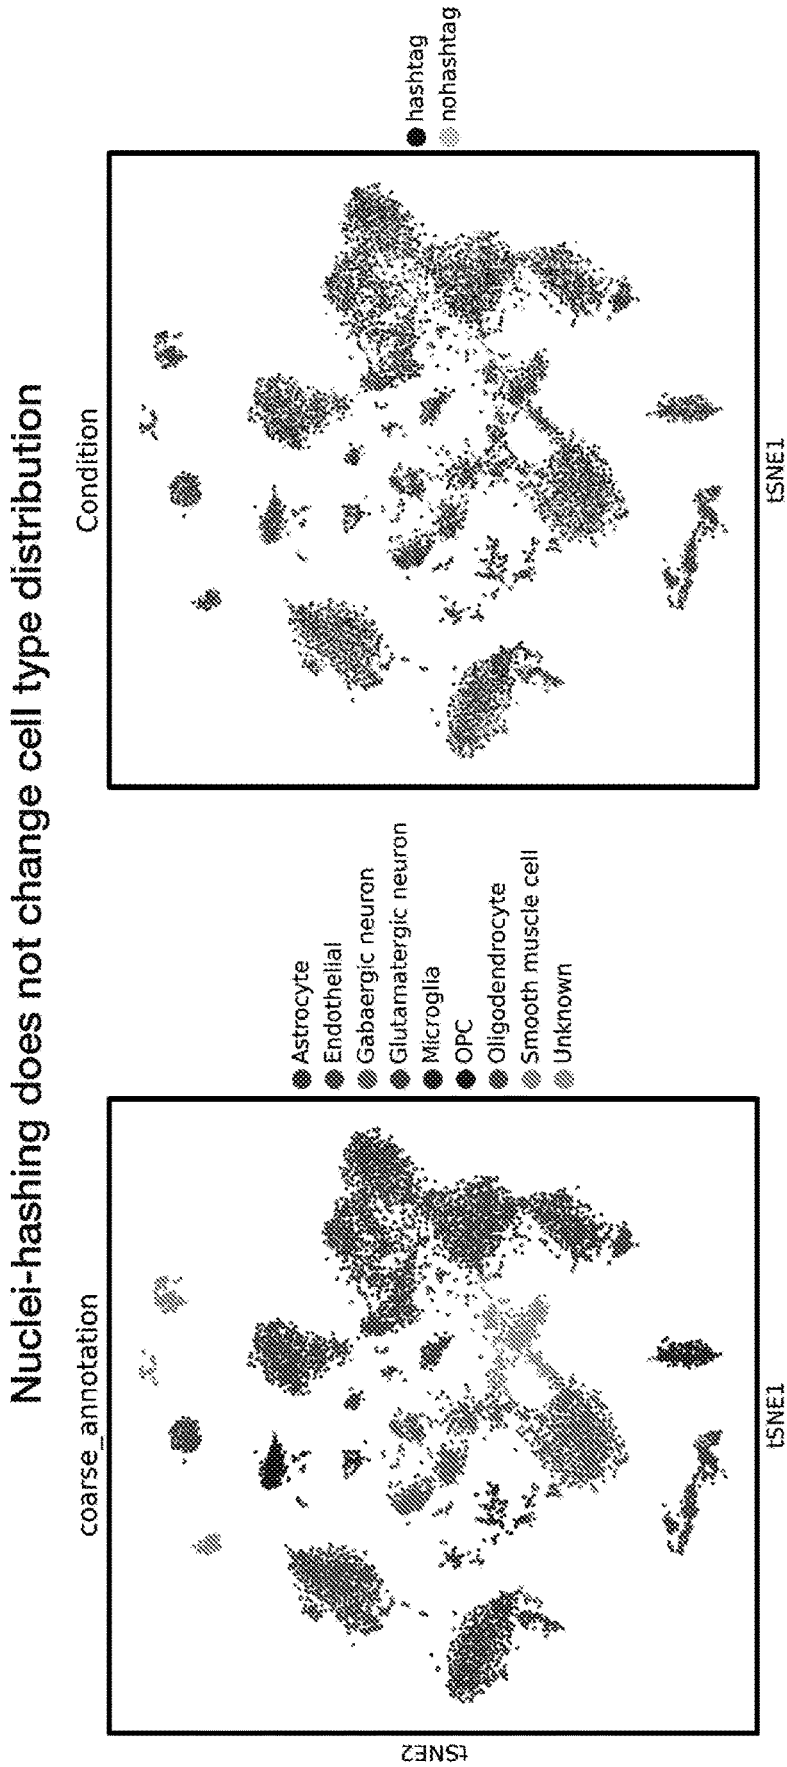 Nuclei-hashing does not change cell type distribution
coarse_annotation
tSNE2
tSNE1
Astrocyte
Endothelial
Gabaergic neuron
Glutamatergic neuron
Microglia
OPC
Oligodendrocyte
Smooth muscle cell
Unknown
Condition
tSNE1
hashtag
nohashtag